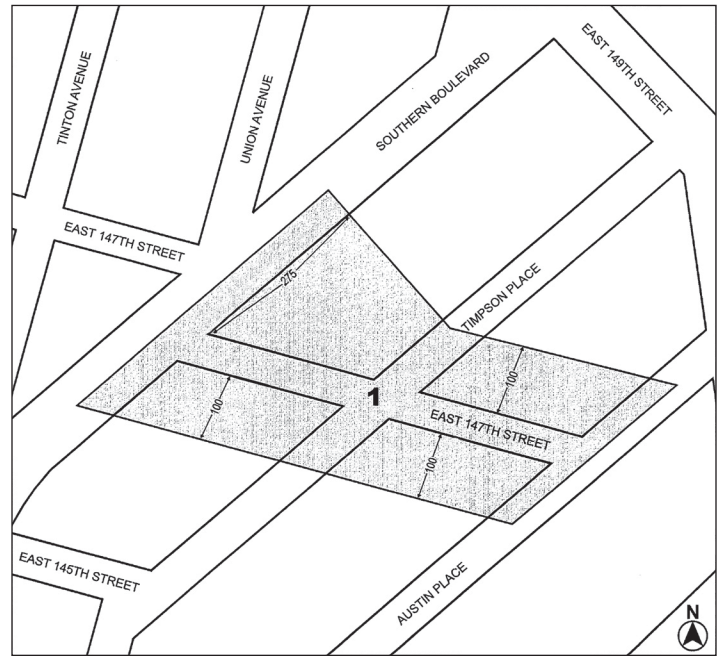 EAST 149TH STREET
SOUTHERN BOULEVARD
TINTON AVENUE
UNION AVENUE
EAST 147TH STREET
275
TIMPSON PLACE
100
100
1
EAST 147TH STREET
100
EAST 145TH STREET
AUSTIN PLACE
N